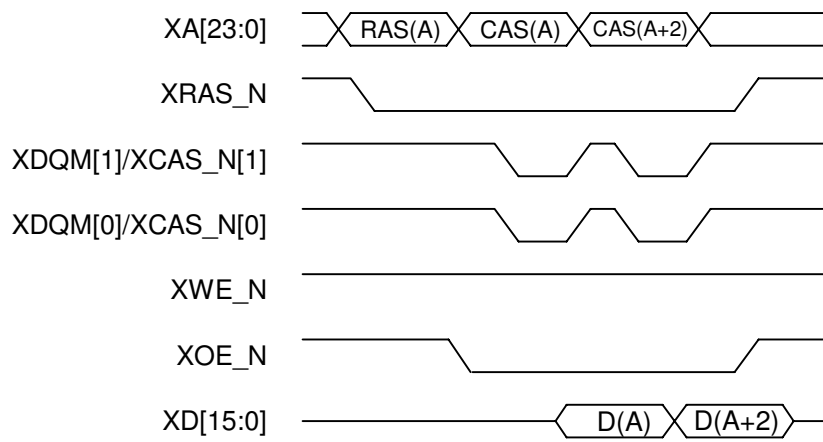 XA[23:0] RAS(A) CAS(A) CAS(A+2)
XRAS_N
XDQM[1]/XCAS_N[1]
XDQM[0]/XCAS_N[0]
XWE_N
XOE_N
XD[15:0] D(A) D(A+2)